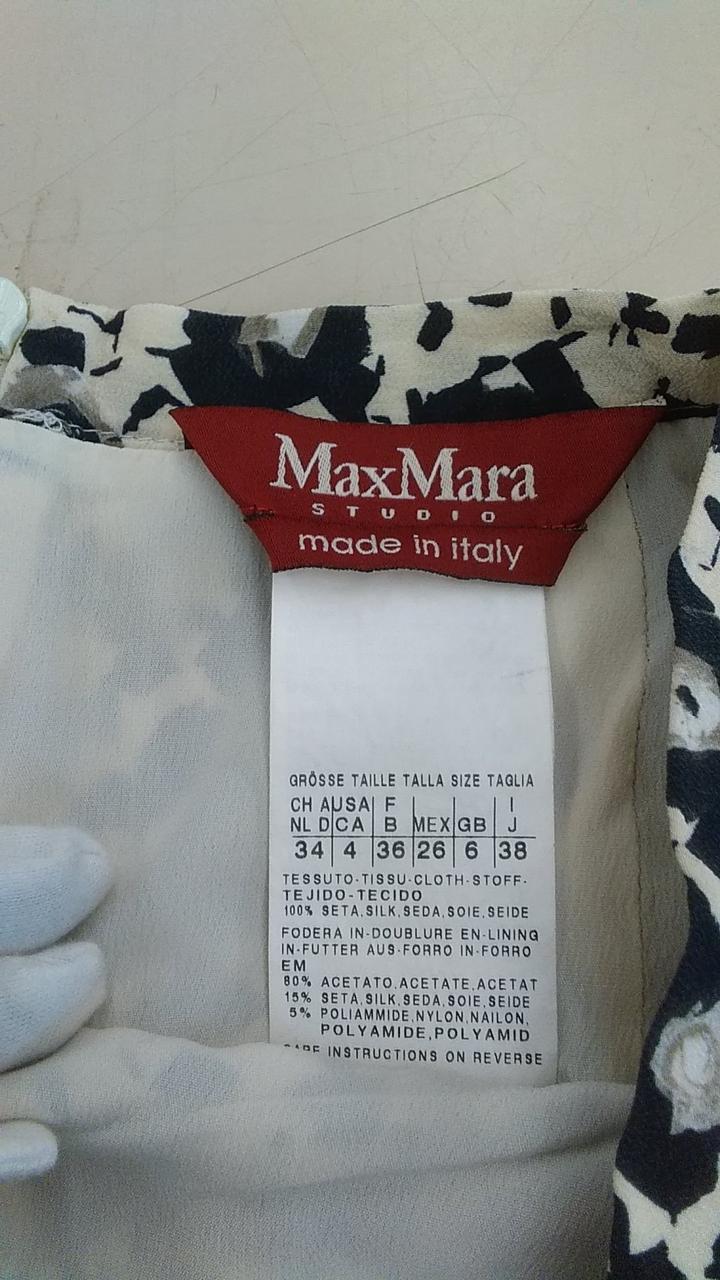 MaxMara
STUDIO
made in italy
GRÖSSE TAILLE TALLA SIZE TAGLIA
CH A USA F I
NL D CA B MEX GB J
34 4 36 26 6 38
TESSUTO-TISSU-CLOTH-STOFF-
TEJIDO-TECIDO
100% SETA,SILK,SEDA,SOIE,SEIDE
FODERA IN-DOUBLURE EN-LINING
IN-FUTTER AUS-FORRO IN-FORRO
EM
80% ACETATO,ACETATE,ACETAT
15% SETA,SILK,SEDA,SOIE,SEIDE
5% POLIAMMIDE,NYLON,NAILON,
POLYAMIDE,POLYAMID
CARE INSTRUCTIONS ON REVERSE